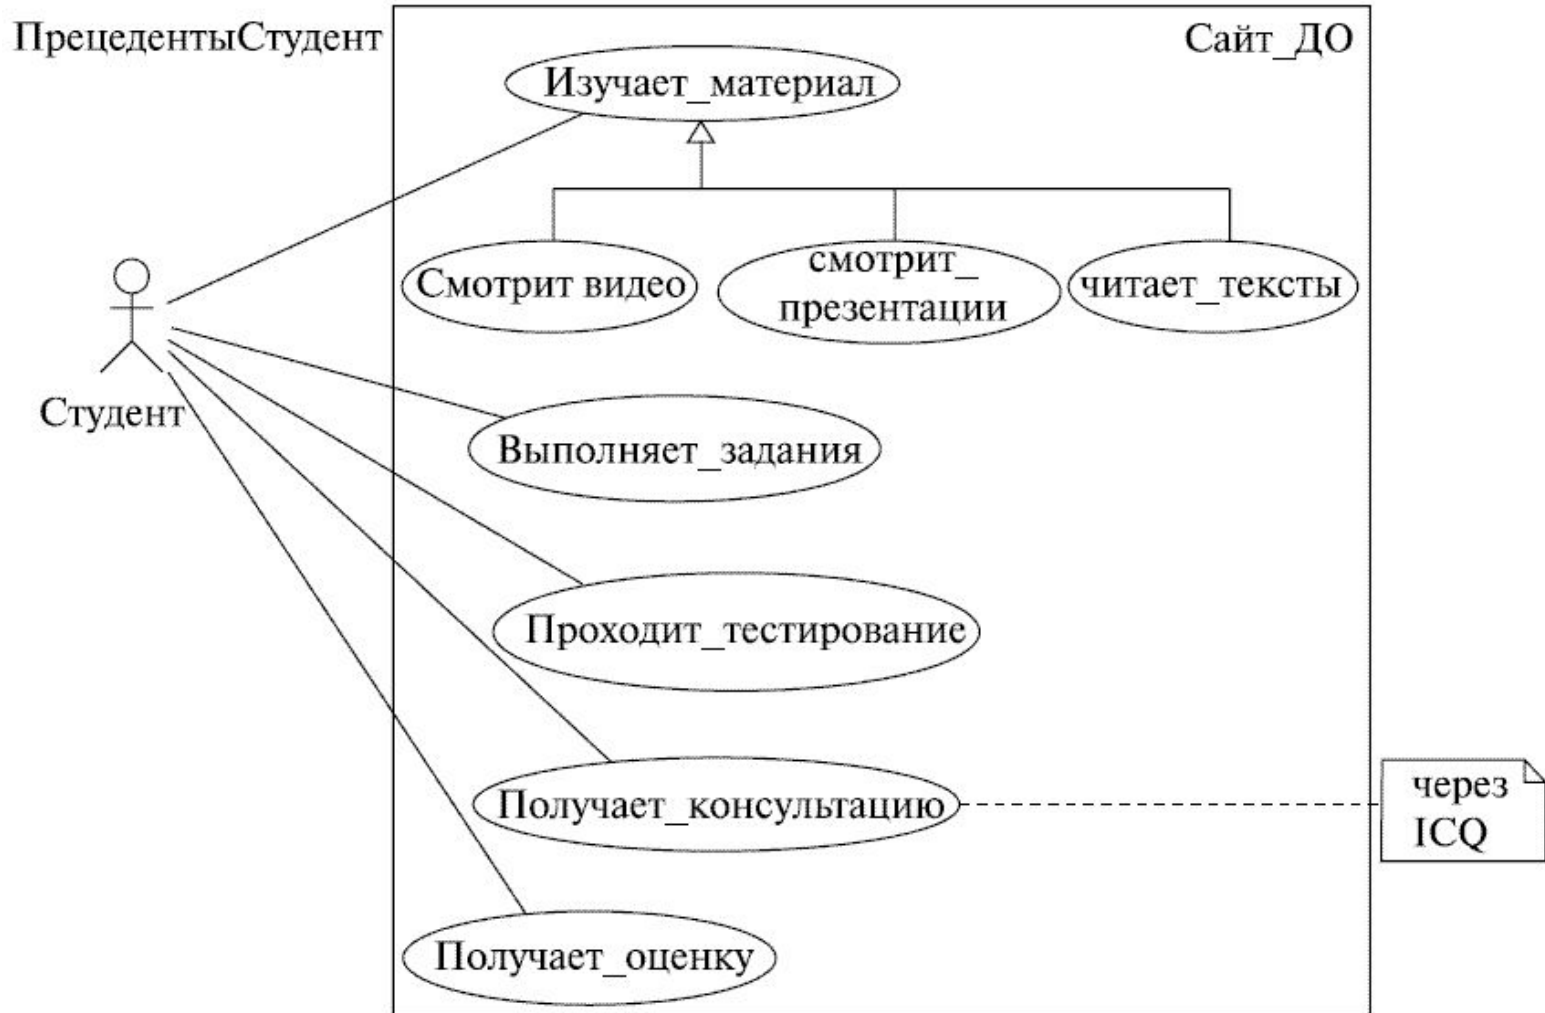 ПрецедентыСтудент
Сайт_ДО
Изучает_материал
Смотрит видео
смотрит_
презентации
читает_тексты
Студент
Выполняет_задания
Проходит_тестирование
Получает_консультацию
через
ICQ
Получает_оценку